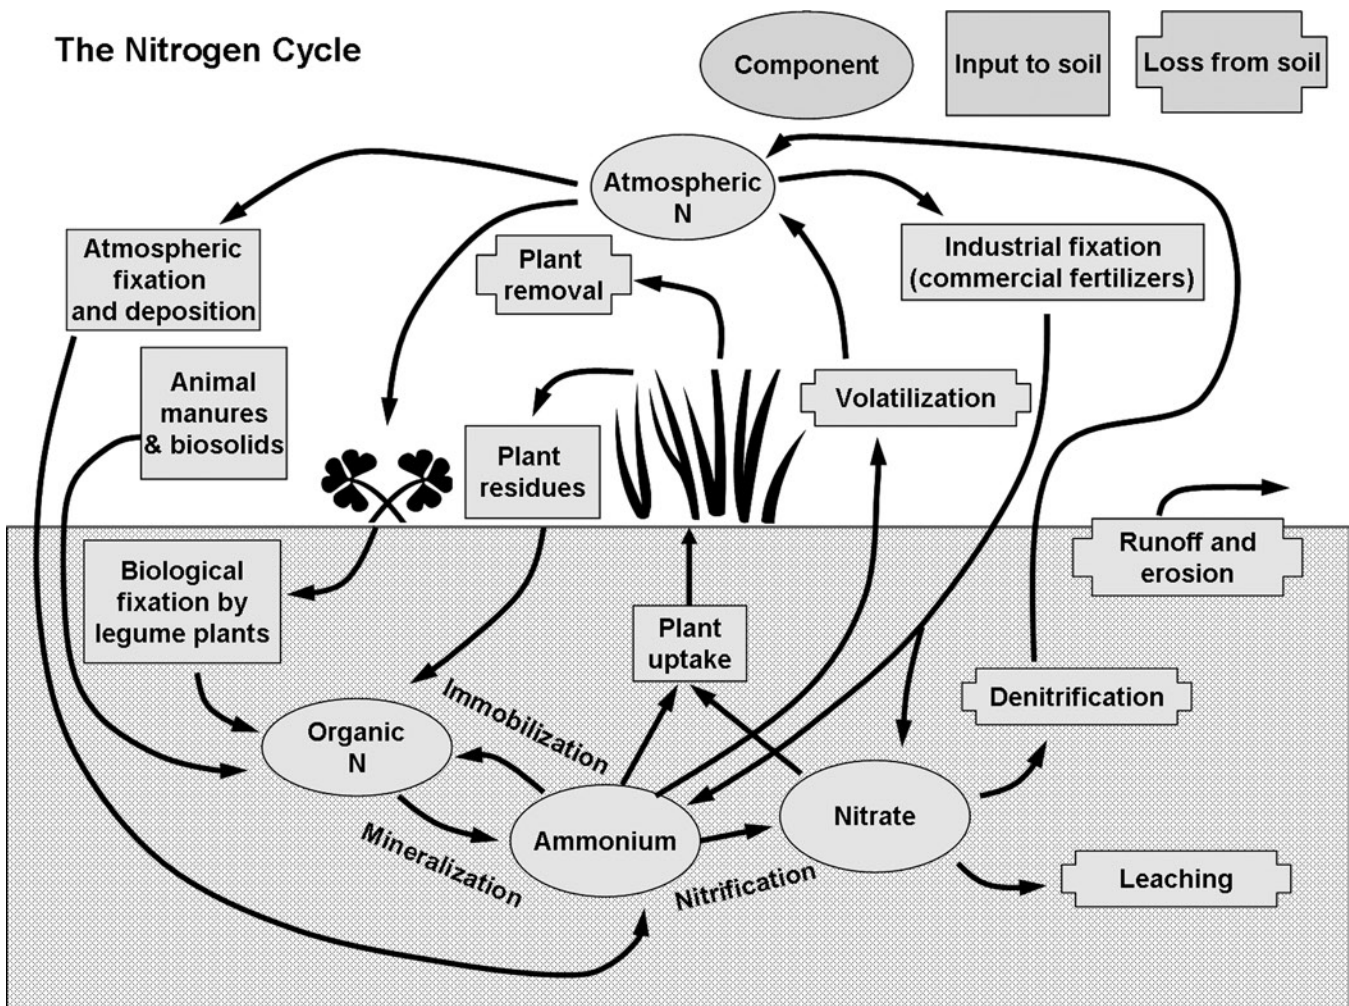 The Nitrogen Cycle
Component
Input to soil
Loss from soil
Atmospheric
N
Atmospheric
fixation
and deposition
Plant
removal
Industrial fixation
(commercial fertilizers)
Animal
manures
& biosolids
Volatilization
Plant
residues
Runoff and
erosion
Biological
fixation by
legume plants
Plant
uptake
Denitrification
Organic
N
Immobilization
Mineralization
Ammonium
Nitrification
Nitrate
Leaching